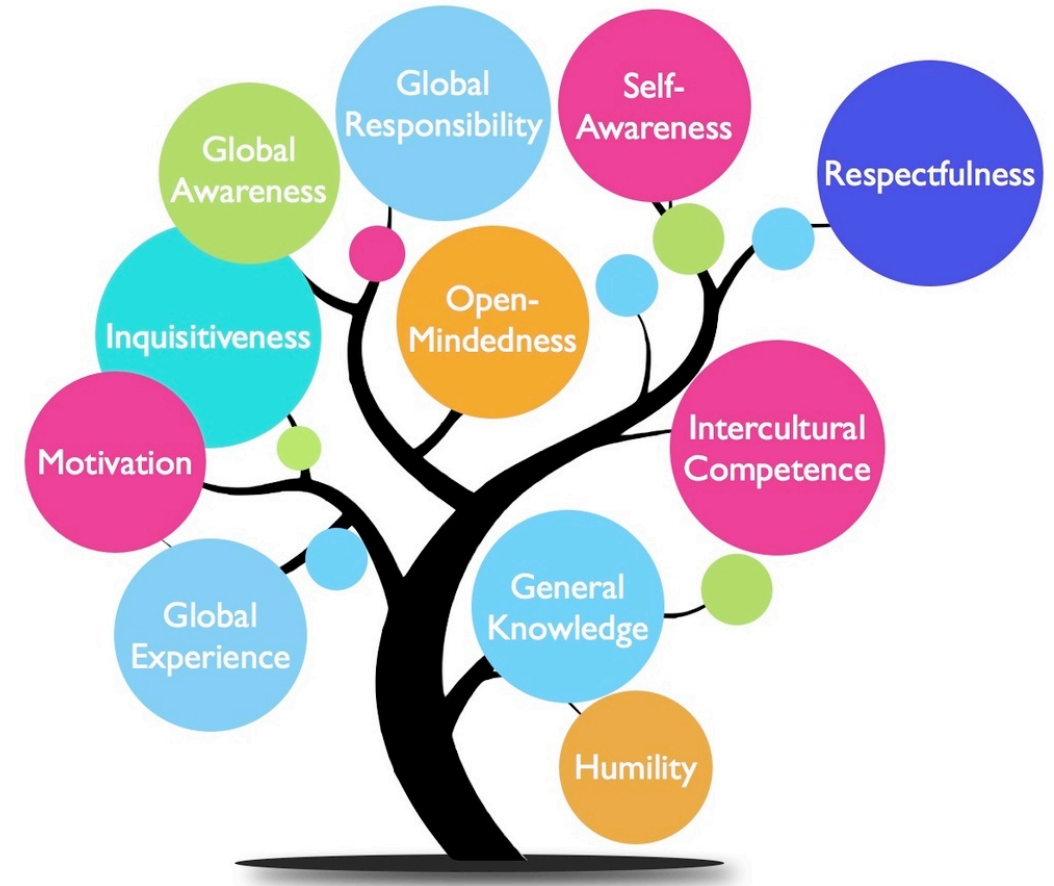 Global
Responsibility
Self-
Awareness
Global
Awareness
Respectfulness
Open-
Mindedness
Inquisitiveness
Motivation
Intercultural
Competence
General
Knowledge
Global
Experience
Humility